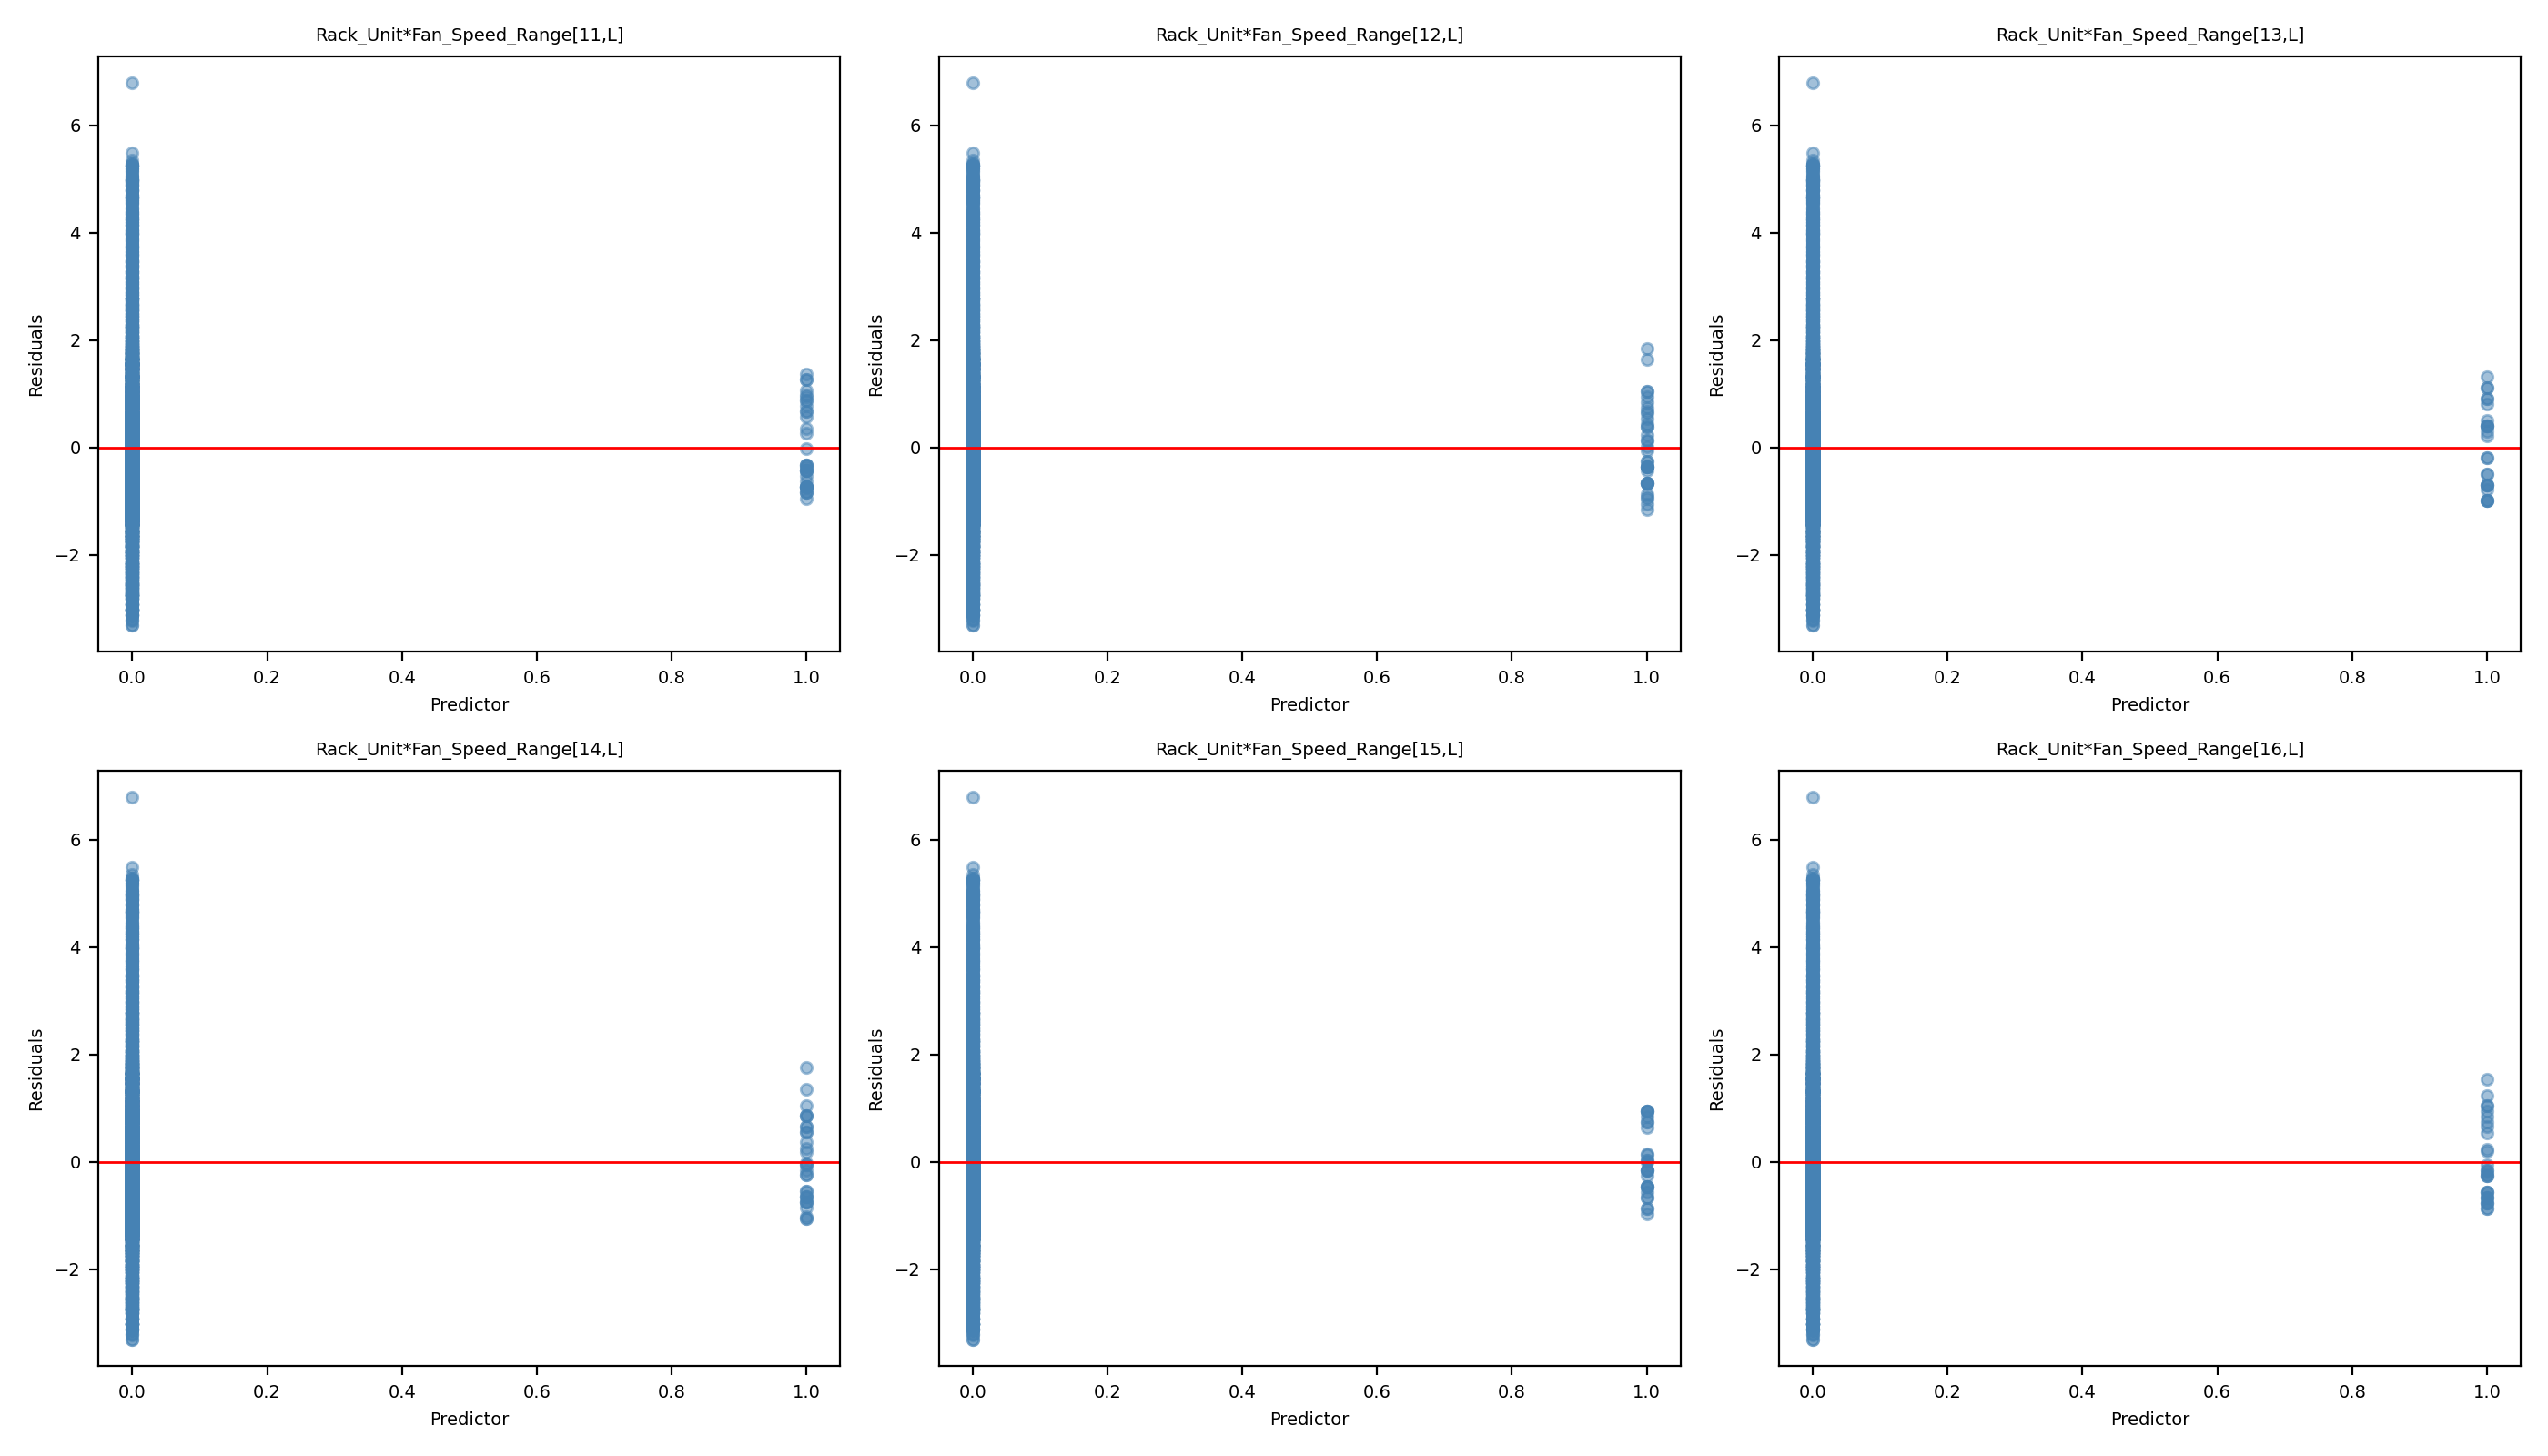 Rack_Unit*Fan_Speed_Range[11,L]
Residuals
6
4
2
0
−2
0.0 0.2 0.4 0.6 0.8 1.0
Predictor
Rack_Unit*Fan_Speed_Range[12,L]
Residuals
6
4
2
0
−2
0.0 0.2 0.4 0.6 0.8 1.0
Predictor
Rack_Unit*Fan_Speed_Range[13,L]
Residuals
6
4
2
0
−2
0.0 0.2 0.4 0.6 0.8 1.0
Predictor
Rack_Unit*Fan_Speed_Range[14,L]
Residuals
6
4
2
0
−2
0.0 0.2 0.4 0.6 0.8 1.0
Predictor
Rack_Unit*Fan_Speed_Range[15,L]
Residuals
6
4
2
0
−2
0.0 0.2 0.4 0.6 0.8 1.0
Predictor
Rack_Unit*Fan_Speed_Range[16,L]
Residuals
6
4
2
0
−2
0.0 0.2 0.4 0.6 0.8 1.0
Predictor